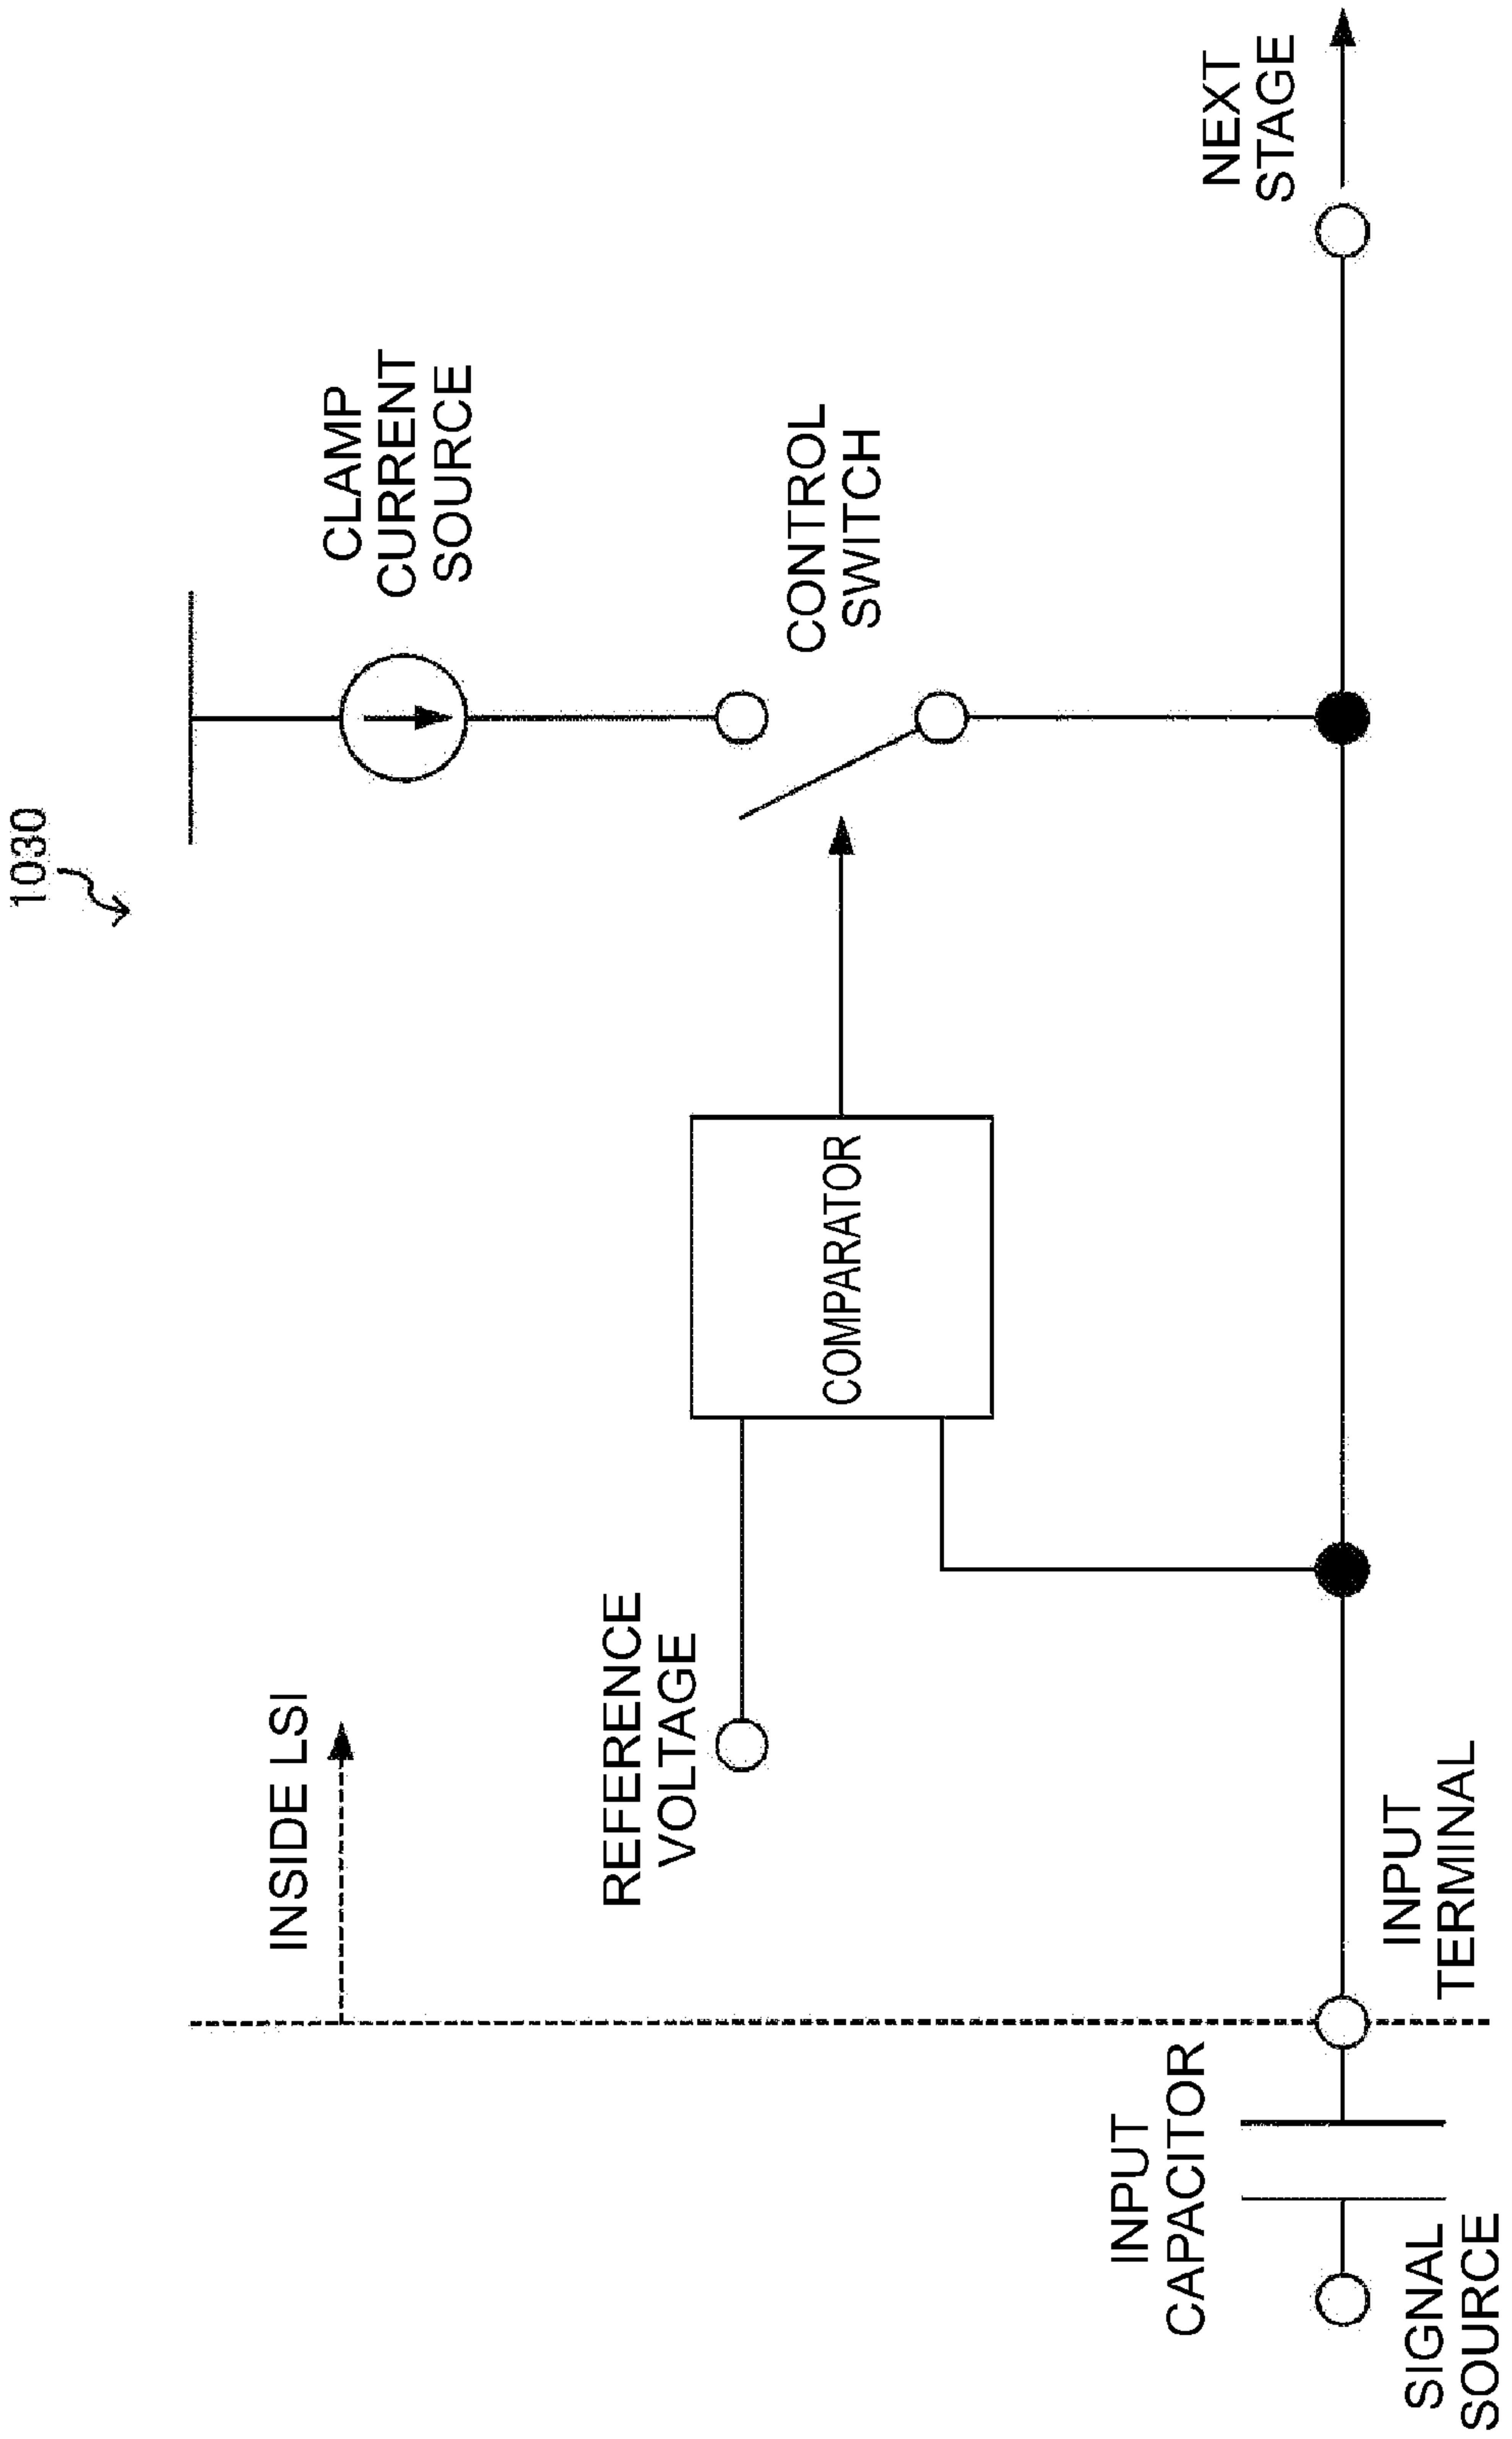 1030
INSIDE LSI
CLAMP
CURRENT
SOURCE
REFERENCE
VOLTAGE
COMPARATOR
CONTROL
SWITCH
INPUT
CAPACITOR
NEXT
STAGE
SIGNAL
SOURCE
INPUT
TERMINAL